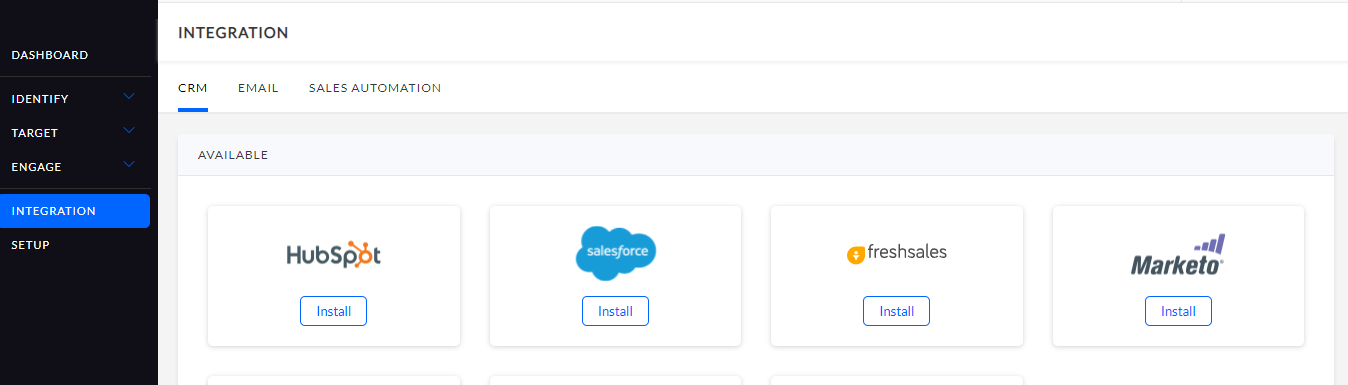 INTEGRATION
DASHBOARD
IDENTIFY
TARGET
ENGAGE
INTEGRATION
SETUP
CRM EMAIL SALES AUTOMATION
AVAILABLE
HubSpot salesforce freshsales Marketo®
Install Install Install Install